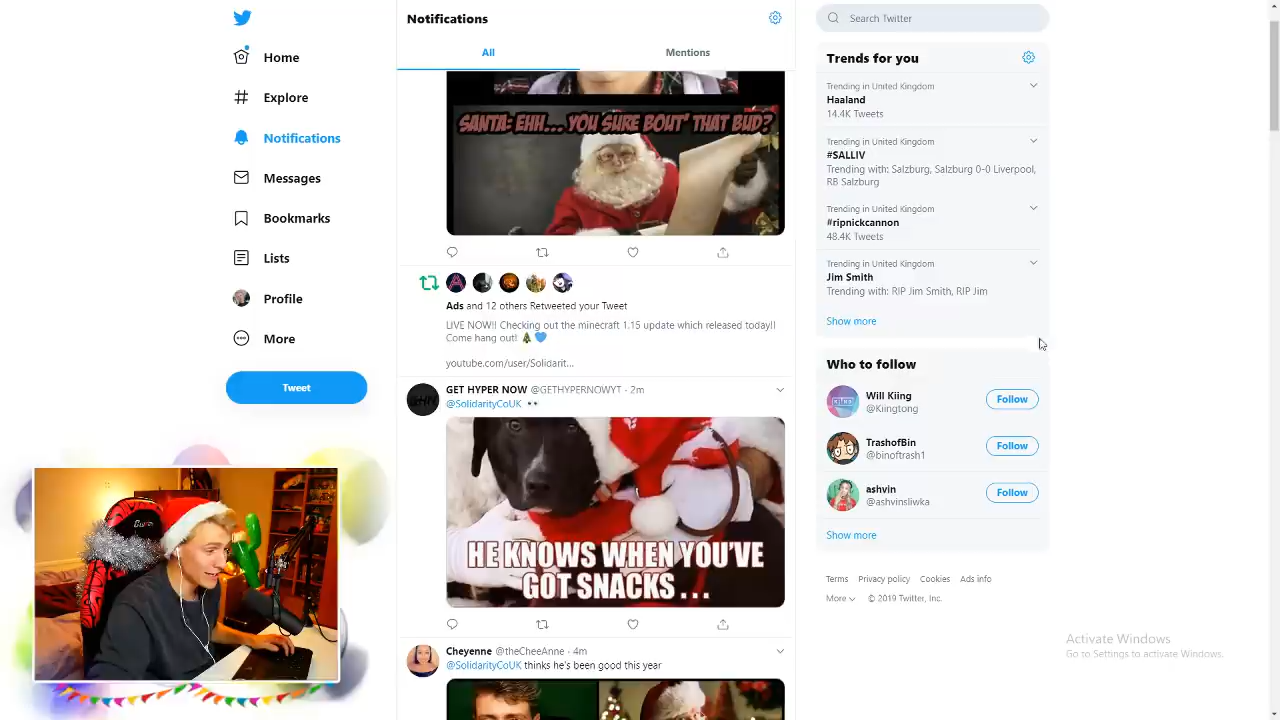 Home
Explore
Notifications
Messages
Bookmarks
Lists
Profile
More
Tweet
Notifications
All
Mentions
SANTA: EHH... YOU SURE BOUT' THAT BUD?
Ads and 12 others Retweeted your Tweet
LIVE NOW!! Checking out the minecraft 1.15 update which released today!!
Come hang out! 🎄💙
youtube.com/user/Solidarit...
GET HYPER NOW @GETHYPERNOWYT · 2m
@SolidarityCoUK 👀
HE KNOWS WHEN YOU'VE
GOT SNACKS . . .
Cheyenne @theCheeAnne · 4m
@SolidarityCoUK thinks he's been good this year
Search Twitter
Trends for you
Trending in United Kingdom
Haaland
14.4K Tweets
Trending in United Kingdom
#SALLIV
Trending with: Salzburg, Salzburg 0-0 Liverpool,
RB Salzburg
Trending in United Kingdom
#ripnickcannon
48.4K Tweets
Trending in United Kingdom
Jim Smith
Trending with: RIP Jim Smith, RIP Jim
Show more
Who to follow
Will Kiing
@Kiingtong
Follow
TrashofBin
@binoftrash1
Follow
ashvin
@ashvinsliwka
Follow
Show more
Terms Privacy policy Cookies Ads info
More © 2019 Twitter, Inc.
Activate Windows
Go to Settings to activate Windows.